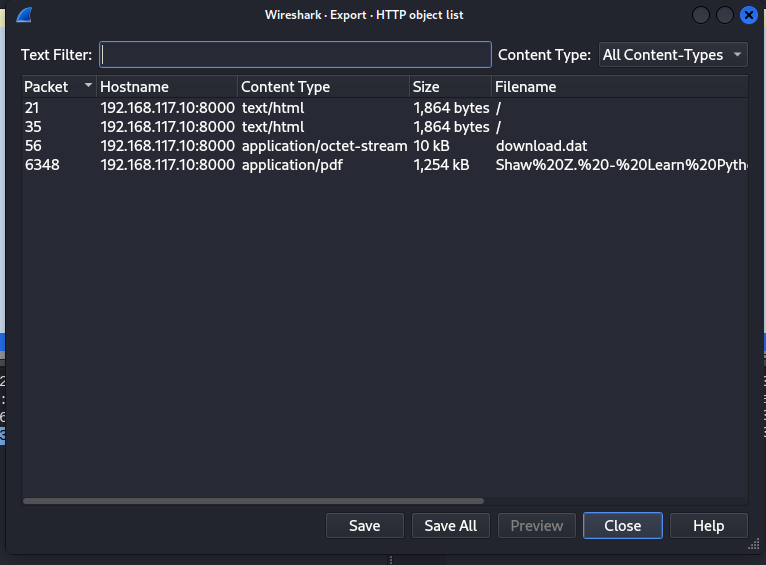 Wireshark · Export · HTTP object list
Text Filter: Content Type: All Content-Types
Packet Hostname Content Type Size Filename
21 192.168.117.10:8000 text/html 1,864 bytes /
35 192.168.117.10:8000 text/html 1,864 bytes /
56 192.168.117.10:8000 application/octet-stream 10 kB download.dat
6348 192.168.117.10:8000 application/pdf 1,254 kB Shaw%20Z.%20-%20Learn%20Pytho
Save Save All Preview Close Help